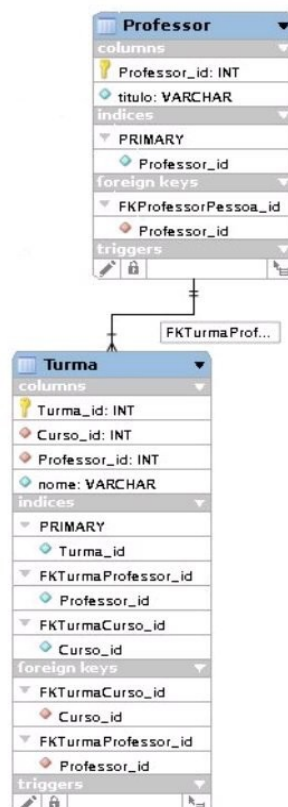 Professor
columns
Professor_id: INT
titulo: VARCHAR
indices
PRIMARY
Professor_id
foreign keys
FKProfessorPessoa_id
Professor_id
triggers
FKTurmaProf...
Turma
columns
Turma_id: INT
Curso_id: INT
Professor_id: INT
nome: VARCHAR
indices
PRIMARY
Turma_id
FKTurmaProfessor_id
Professor_id
FKTurmaCurso_id
Curso_id
foreign keys
FKTurmaCurso_id
Curso_id
FKTurmaProfessor_id
Professor_id
triggers